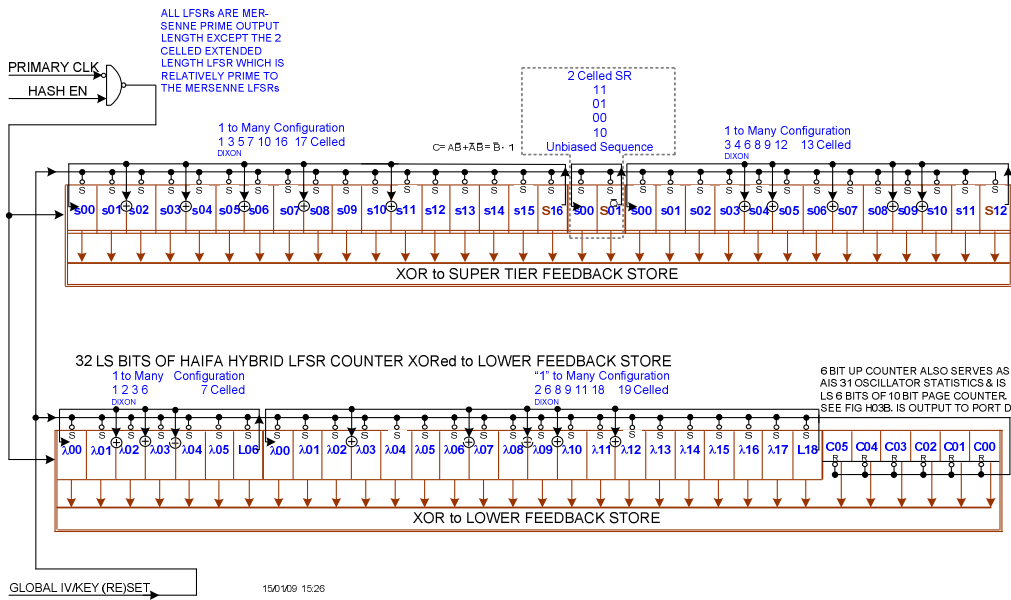 ALL LFSRs ARE MER-
SENNE PRIME OUTPUT
LENGTH EXCEPT THE 2
CELLED EXTENDED
LENGTH LFSR WHICH IS
RELATIVELY PRIME TO
THE MERSENNE LFSRs
PRIMARY CLK
HASH EN
1 to Many Configuration
1 3 5 7 10 16 17 Celled
DIXON
2 Celled SR
11
01
00
10
Unbiased Sequence
1 to Many Configuration
3 4 6 8 9 12 13 Celled
DIXON
S S S S S S S S S S S S S S S S S S S S S S S S S S S S S S S S
s00 s01 s02 s03 s04 s05 s06 s07 s08 s09 s10 s11 s12 s13 s14 s15 S16 s00 S01 s00 s01 s02 s03 s04 s05 s06 s07 s08 s09 s10 s11 S12
XOR to SUPER TIER FEEDBACK STORE
32 LS BITS OF HAIFA HYBRID LFSR COUNTER XORed to LOWER FEEDBACK STORE
1 to Many Configuration
1 2 3 6 7 Celled
DIXON
"1" to Many Configuration
2 6 8 9 11 18 19 Celled
DIXON
6 BIT UP COUNTER ALSO SERVES AS
AIS 31 OSCILLATOR STATISTICS & IS
LS 6 BITS OF 10 BIT PAGE COUNTER.
SEE FIG H03B. IS OUTPUT TO PORT D
S S S S S S S S S S S S S S S S S S S S S S S S S S
λ00 λ01 λ02 λ03 λ04 λ05 L06 λ00 λ01 λ02 λ03 λ04 λ05 λ06 λ07 λ08 λ09 λ10 λ11 λ12 λ13 λ14 λ15 λ16 λ17 L18 C05 C04 C03 C02 C01 C00
R R R R R R
XOR to LOWER FEEDBACK STORE
GLOBAL IV/KEY (RE)SET
15/01/09 15:26